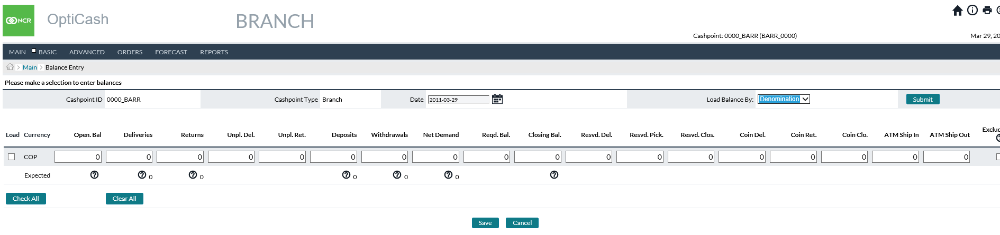 NCR OptiCash BRANCH
Cashpoint: 0000_BARR (BARR_0000) Mar 29, 20
MAIN BASIC ADVANCED ORDERS FORECAST REPORTS
Main Balance Entry
Please make a selection to enter balances
Cashpoint ID 0000_BARR Cashpoint Type Branch Date 2011-03-29 Load Balance By: Denomination Submit
Load Currency Open. Bal Deliveries Returns Unpl. Del. Unpl. Ret. Deposits Withdrawals Net Demand Reqd. Bal. Closing Bal. Resvd. Del. Resvd. Pick. Resvd. Clos. Coin Del. Coin Ret. Coin Clo. ATM Ship In ATM Ship Out Exclu
COP 0 0 0 0 0 0 0 0 0 0 0 0 0 0 0 0 0 0
Expected 0 0 0 0 0
Check All Clear All
Save Cancel